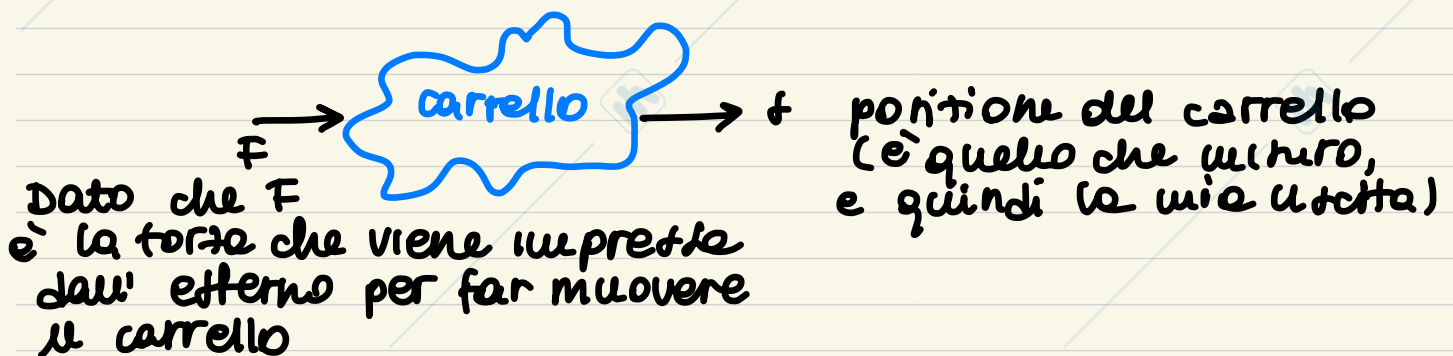 carrello
F
s
posizione del carrello
(è quello che misuro,
e quindi la mia uscita)
Dato che F
è la forza che viene impressa
dall' esterno per far muovere
il carrello